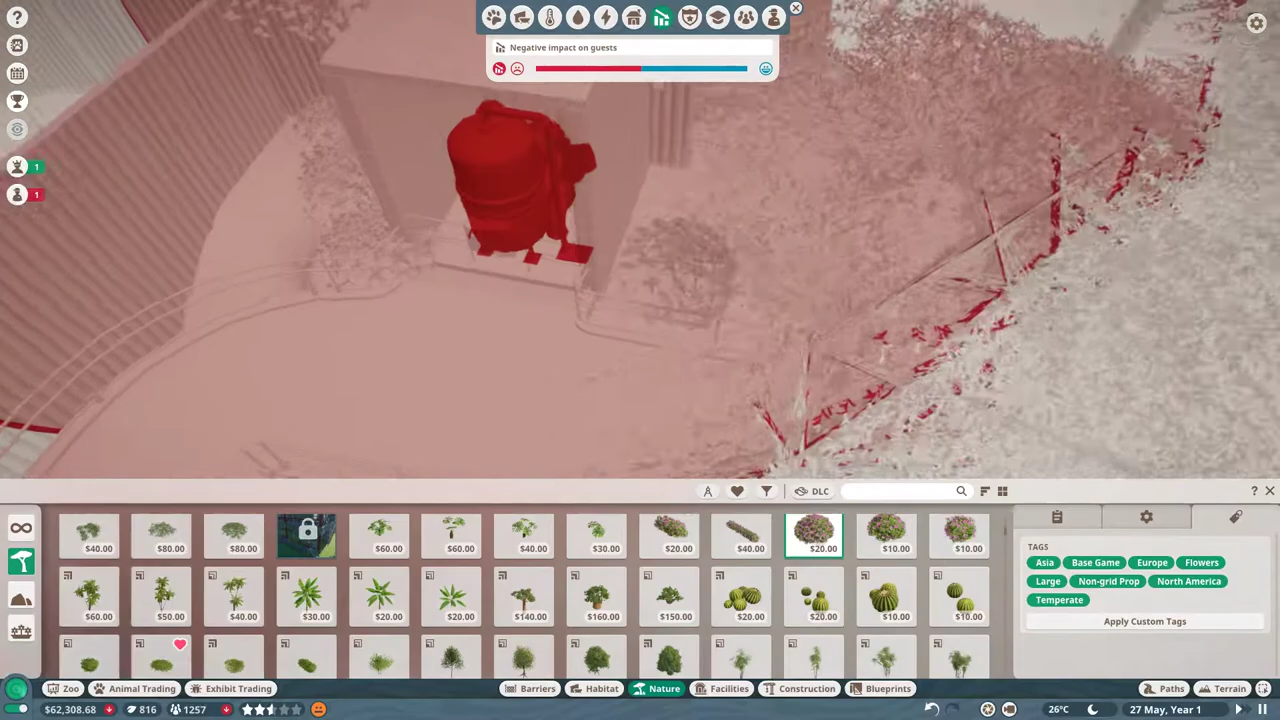 Negative impact on guests
1
1
DLC
?
$40.00 $80.00 $80.00 $60.00 $60.00 $40.00 $30.00 $20.00 $40.00 $20.00 $10.00 $10.00
$60.00 $50.00 $40.00 $30.00 $20.00 $20.00 $140.00 $160.00 $150.00 $20.00 $20.00 $10.00 $10.00
TAGS
Asia Base Game Europe Flowers
Large Non-grid Prop North America
Temperate
Apply Custom Tags
Zoo Animal Trading Exhibit Trading Barriers Habitat Nature Facilities Construction Blueprints Paths Terrain
$62,308.68 816 1257 26°C 27 May, Year 1